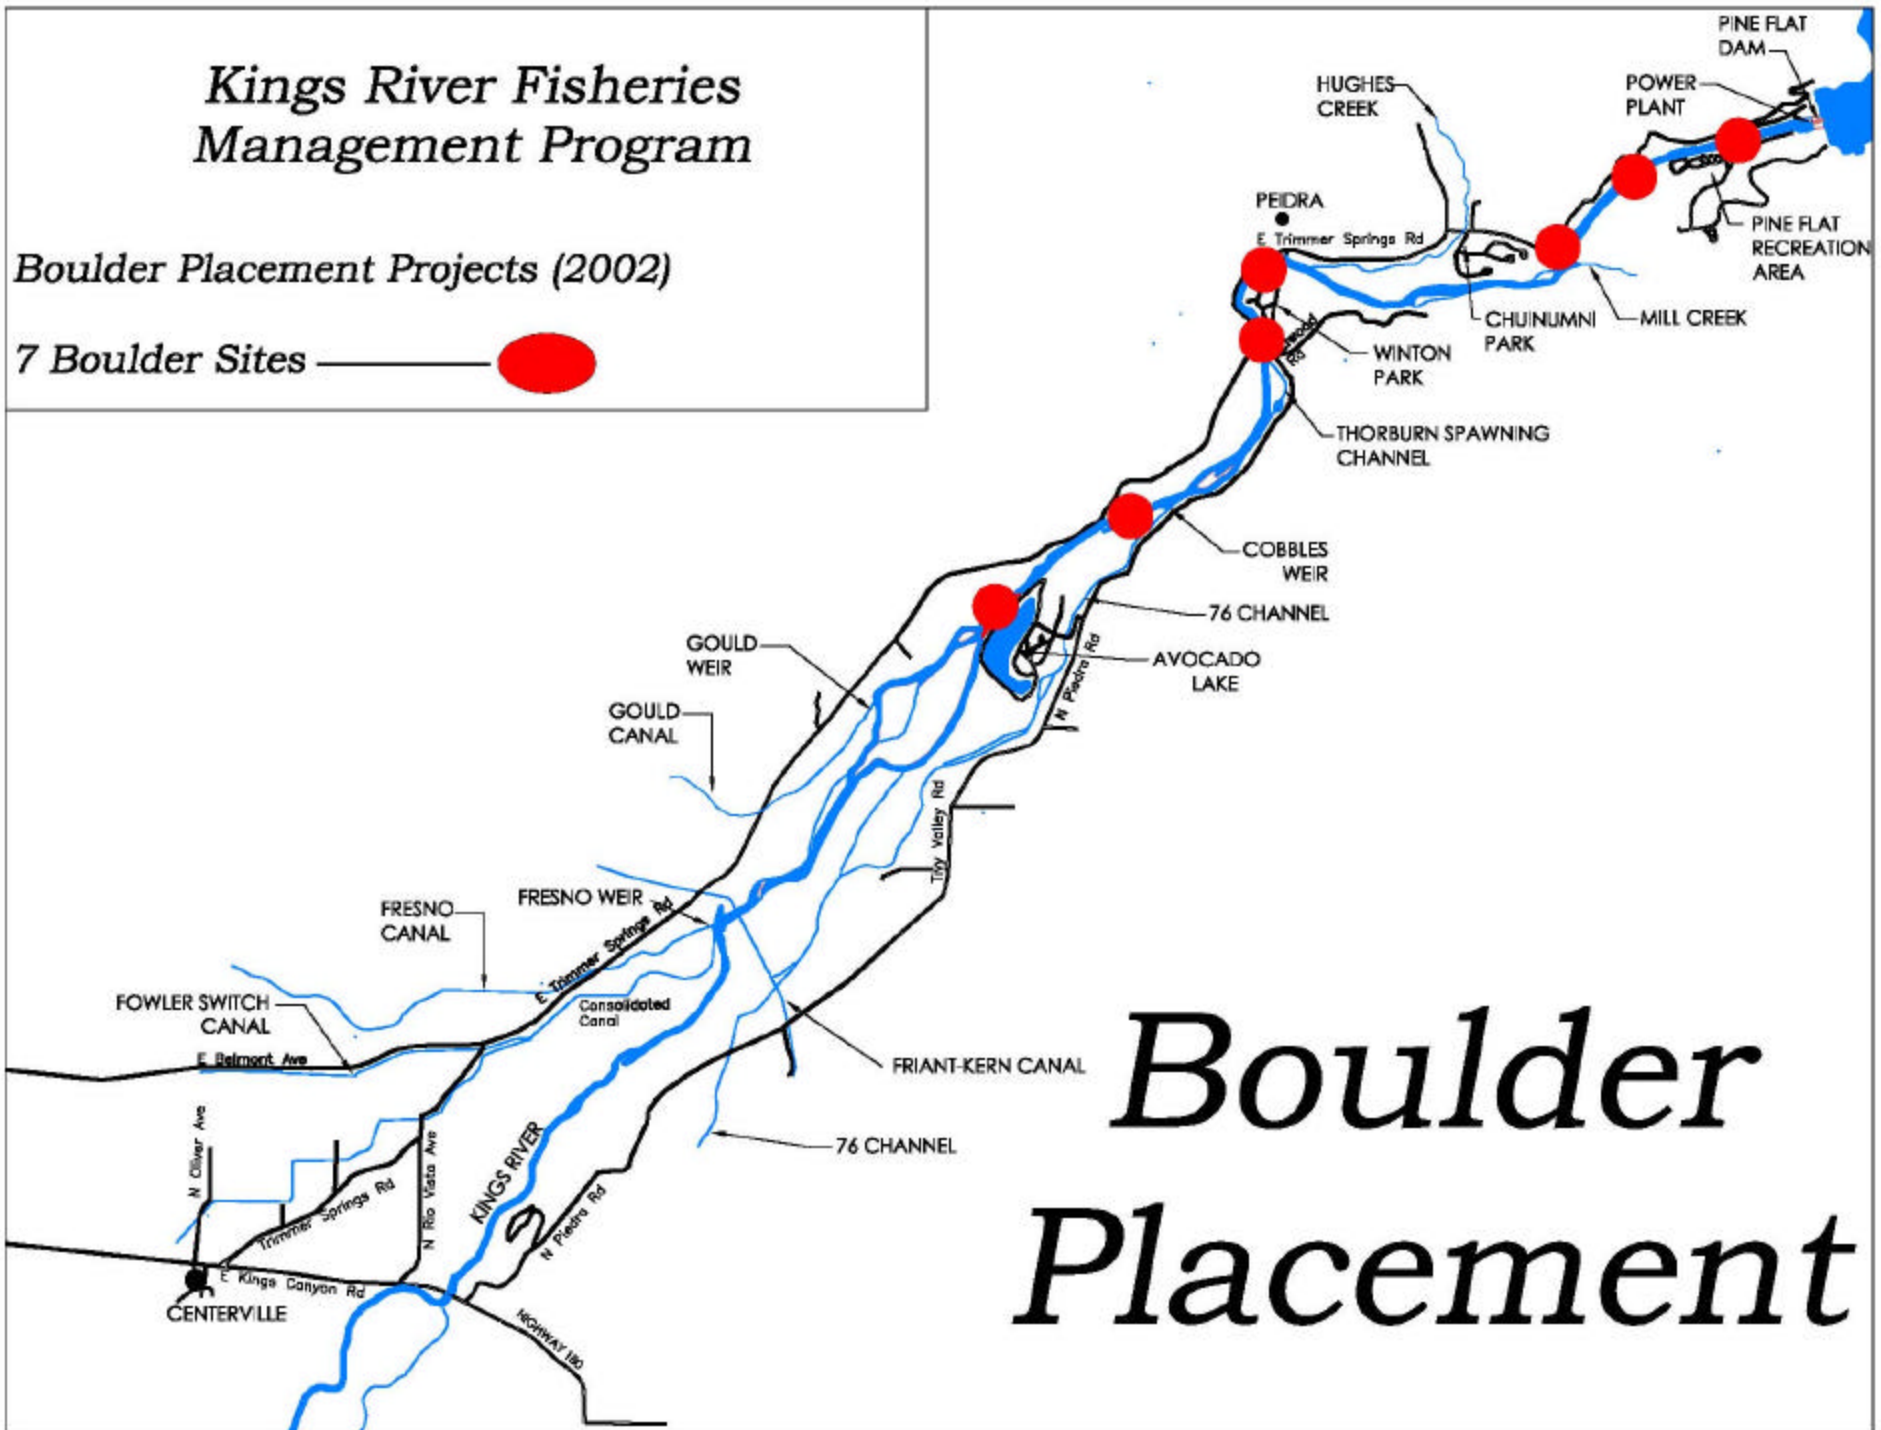 Kings River Fisheries
Management Program
Boulder Placement Projects (2002)
7 Boulder Sites
PINE FLAT
DAM
POWER
PLANT
HUGHES
CREEK
PEIDRA
E Trimmer Springs Rd
PINE FLAT
RECREATION
AREA
CHUINUMNI
PARK
MILL CREEK
WINTON
PARK
Rd
THORBURN SPAWNING
CHANNEL
COBBLES
WEIR
76 CHANNEL
AVOCADO
LAKE
N Piedra Rd
GOULD
WEIR
GOULD
CANAL
Tivy Valley Rd
FRESNO WEIR
FRESNO
CANAL
E Trimmer Springs Rd
Consolidated
Canal
FOWLER SWITCH
CANAL
E Belmont Ave
FRIANT-KERN CANAL
76 CHANNEL
N Oliver Ave
N Rio Vista Ave
KINGS RIVER
Trimmer Springs Rd
N Piedra Rd
E Kings Canyon Rd
CENTERVILLE
HIGHWAY 180
Boulder
Placement